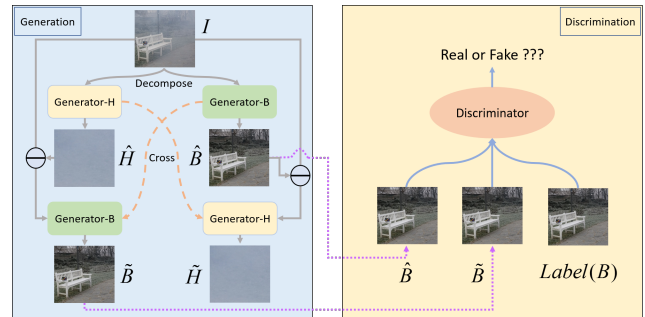 Generation
I
Decompose
Generator-H
Generator-B
Ĥ
Cross
B̂
Generator-B
Generator-H
B̃
H̃
Discrimination
Real or Fake ???
Discriminator
B̂
B̃
Label(B)